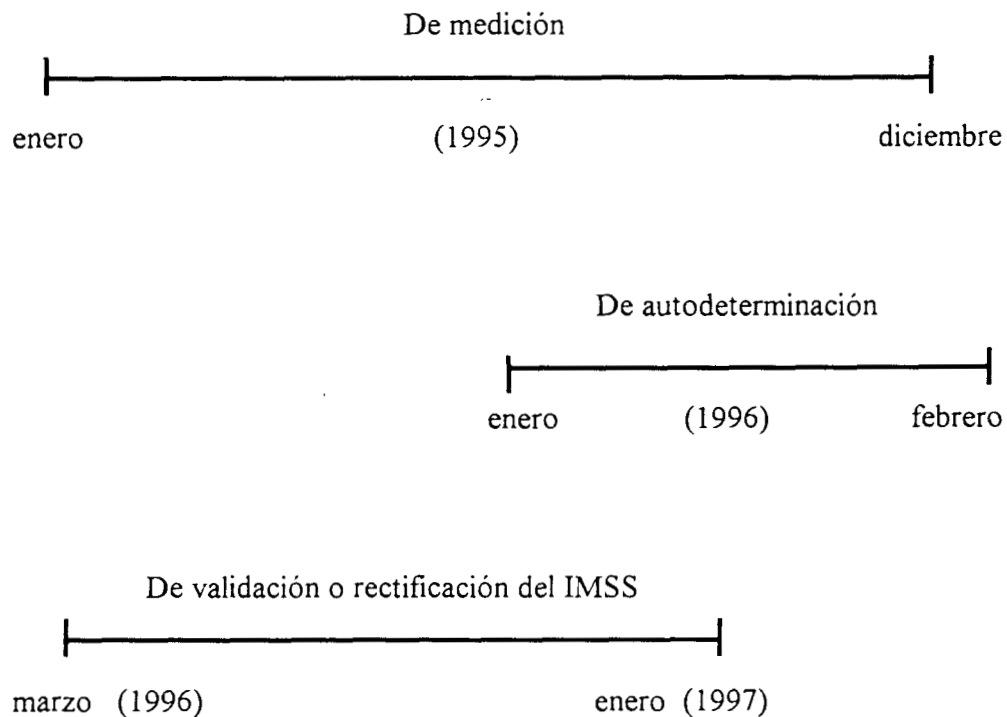 De medición
enero (1995) diciembre
De autodeterminación
enero (1996) febrero
De validación o rectificación del IMSS
marzo (1996) enero (1997)